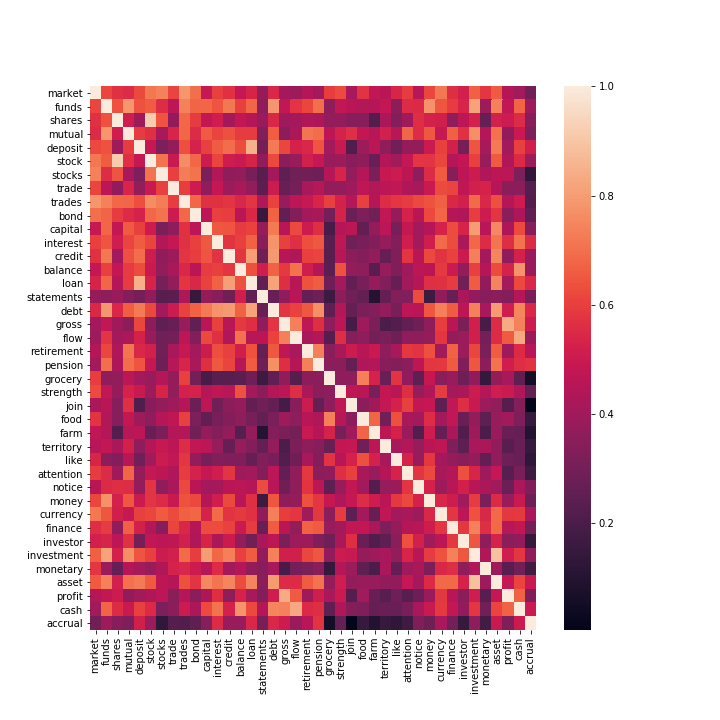 market
funds
shares
mutual
deposit
stock
stocks
trade
trades
bond
capital
interest
credit
balance
loan
statements
debt
gross
flow
retirement
pension
grocery
strength
join
food
farm
territory
like
attention
notice
money
currency
finance
investor
investment
monetary
asset
profit
cash
accrual
market funds shares mutual deposit stock stocks trade trades bond capital interest credit balance loan statements debt gross flow retirement pension grocery strength join food farm territory like attention notice money currency finance investor investment monetary asset profit cash accrual
1.0
0.8
0.6
0.4
0.2